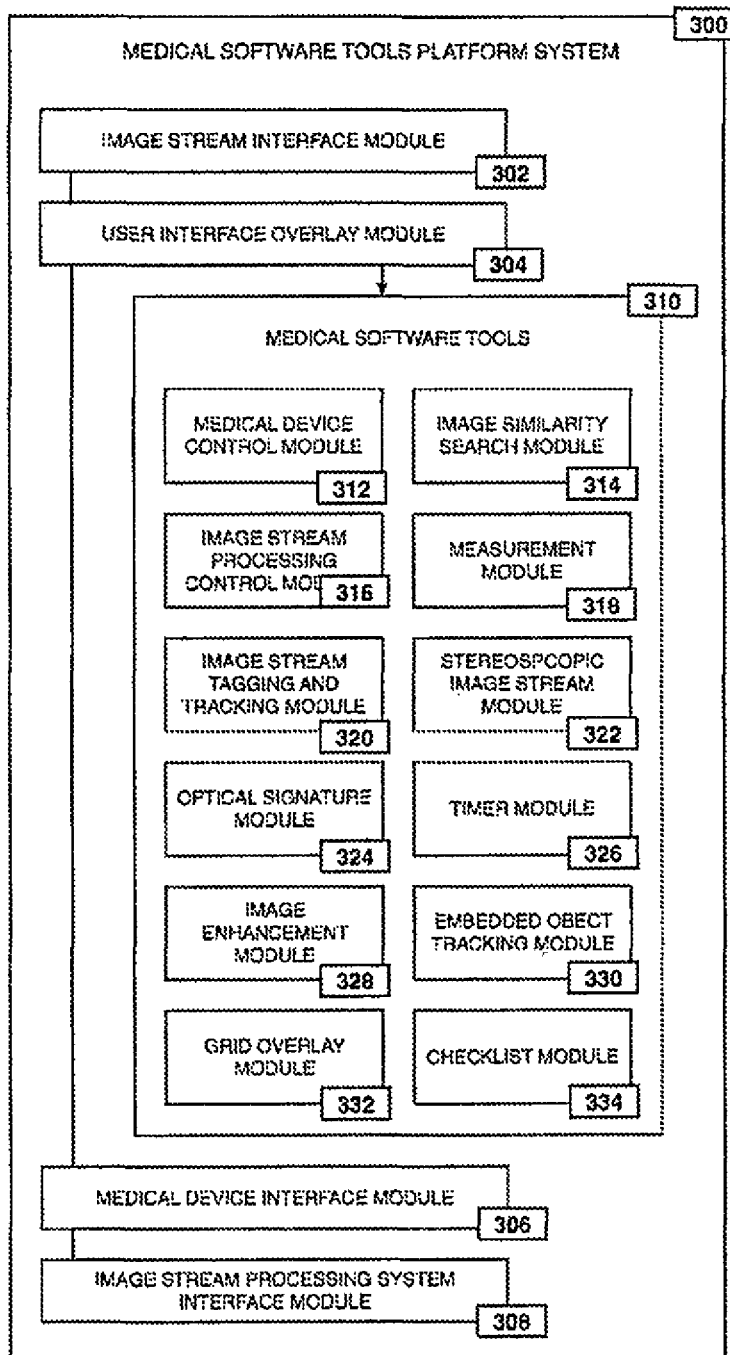 300
MEDICAL SOFTWARE TOOLS PLATFORM SYSTEM
IMAGE STREAM INTERFACE MODULE
302
USER INTERFACE OVERLAY MODULE
304
310
MEDICAL SOFTWARE TOOLS
MEDICAL DEVICE
CONTROL MODULE
312
IMAGE SIMILARITY
SEARCH MODULE
314
IMAGE STREAM
PROCESSING
CONTROL
316
MEASUREMENT
MODULE
318
IMAGE STREAM
TAGGING AND
TRACKING MODULE
320
STEREOSPCOPIC
IMAGE STREAM
MODULE
322
OPTICAL SIGNATURE
MODULE
324
TIMER MODULE
326
IMAGE
ENHANCEMENT
MODULE
328
EMBEDDED OBECT
TRACKING MODULE
330
GRID OVERLAY
MODULE
332
CHECKLIST MODULE
334
MEDICAL DEVICE INTERFACE MODULE
306
IMAGE STREAM PROCESSING SYSTEM
INTERFACE MODULE
308